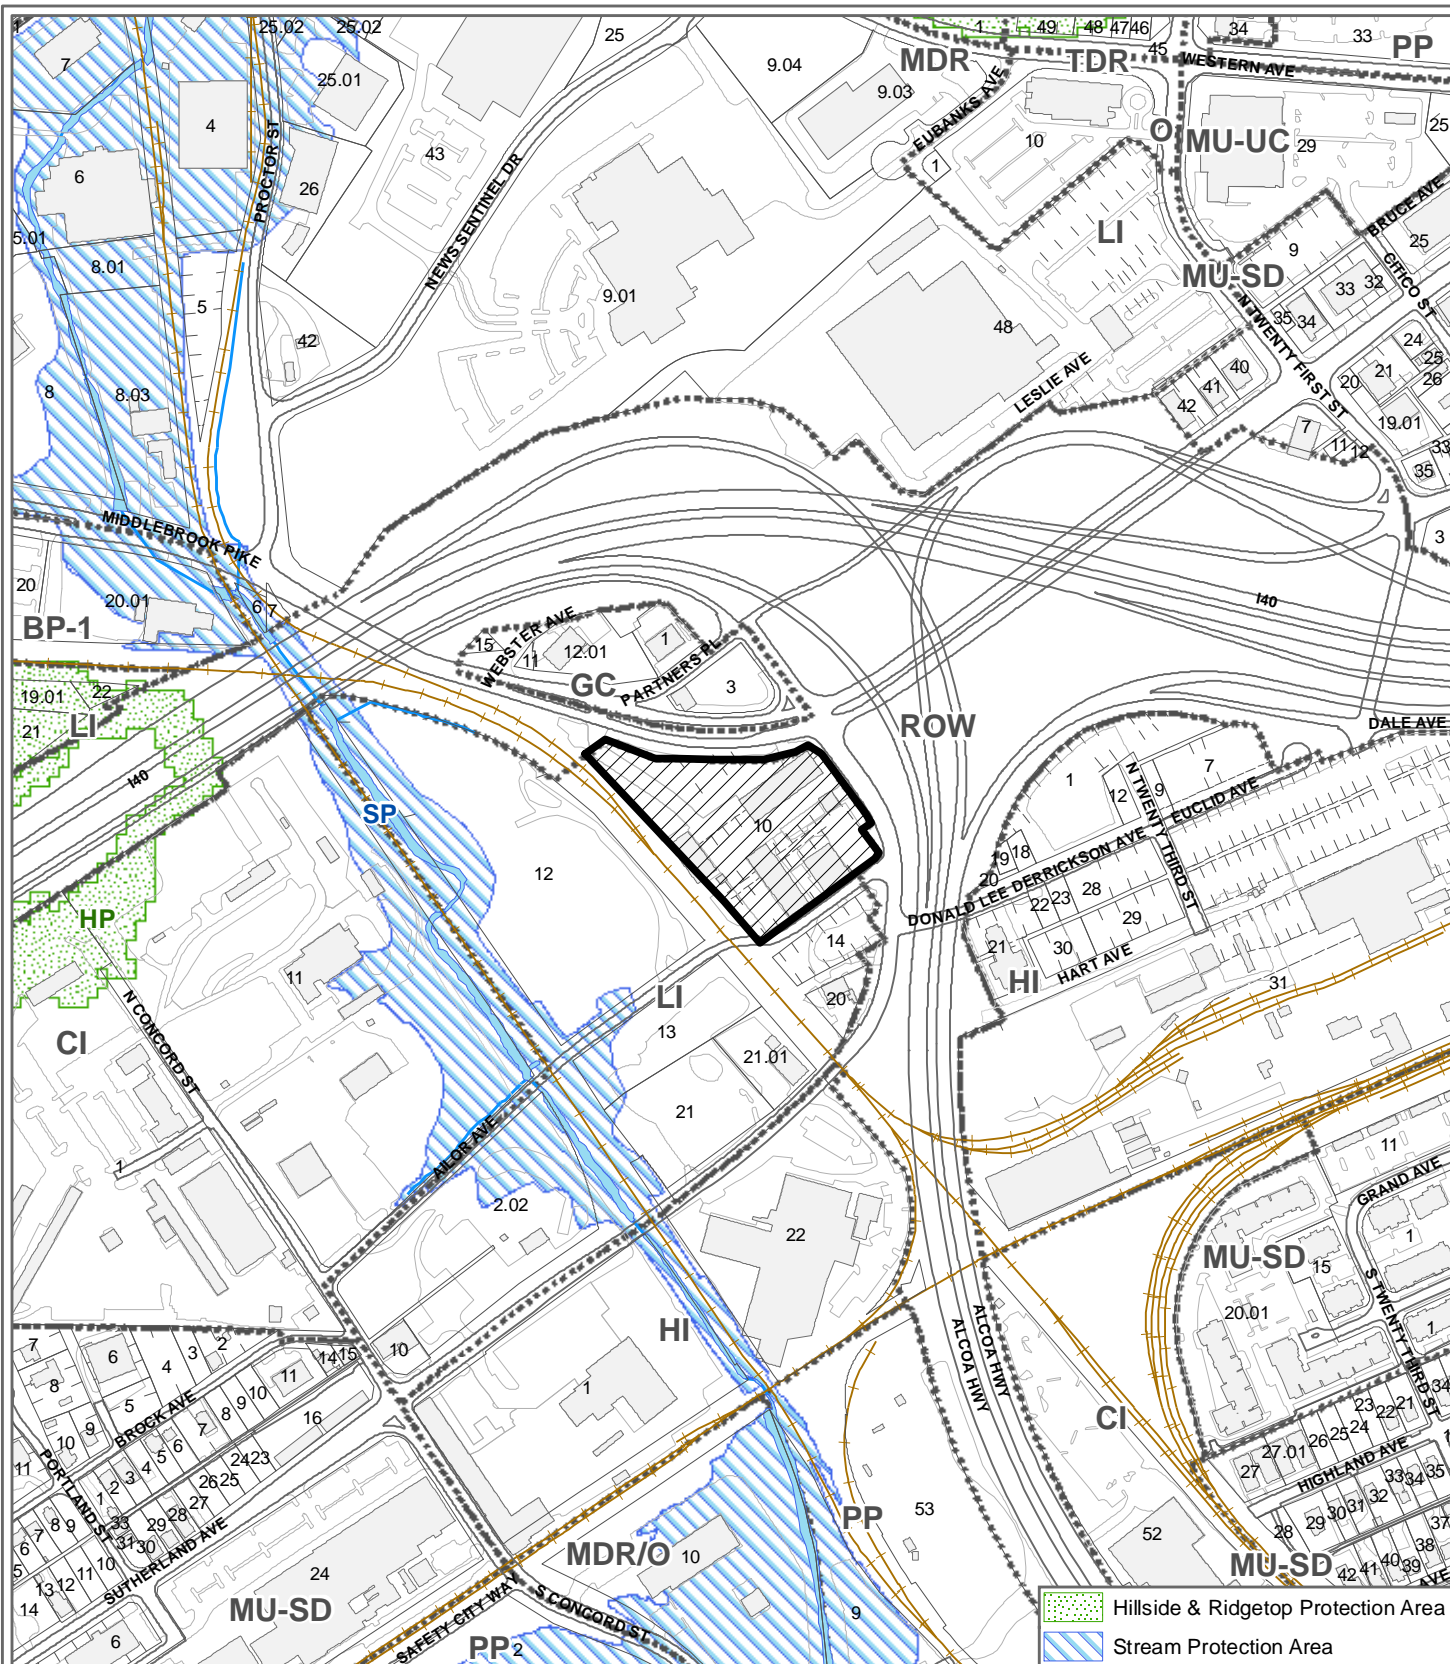 25.02
25.02
25
1
49
48
47
46
34
33
PP
MDR
TDR
45
WESTERN AVE
7
25.01
9.04
9.03
EUBANKS AVE
4
PROCTOR ST
43
10
O
MU-UC
29
25
6
26
NEWS SENTINEL DR
1
BRUCE AVE
25
5.01
8.01
LI
9
CITICO ST
MU-SD
33
32
5
9.01
N TWENTY FIRST ST
35
34
42
48
24
25
26
21
20
8
8.03
LESLIE AVE
40
41
42
19.01
7
11
12
33
35
MIDDLEBROOK PIKE
3
20
20.01
6
7
I40
BP-1
15
WEBSTER AVE
11
12.01
1
PARTNERS PL
GC
3
19.01
22
21
LI
ROW
DALE AVE
I40
1
12
N TWENTY THIRD ST
9
7
EUCLID AVE
SP
10
12
9
18
20
DONALD LEE DERRICKSON AVE
22
23
28
HP
14
21
30
29
HART AVE
11
LI
20
HI
31
N CONCORD ST
13
CI
21.01
21
AILOR AVE
1
2.02
11
GRAND AVE
22
MU-SD
15
1
S TWENTY THIRD ST
20.01
1
HI
ALCOA HWY
ALCOA HWY
7
6
4
3
2
14
15
10
8
11
1
5
BROCK AVE
8
9
10
16
CI
34
23
22
21
24
25
26
27.01
27
HIGHLAND AVE
10
9
7
6
5
4
3
2
1
PORTLAND ST
11
24
23
26
25
27
28
29
30
31
33
SUTHERLAND AVE
8
9
7
6
5
10
11
12
13
14
24
MU-SD
6
PP
53
52
33
34
35
32
31
30
29
28
37
38
39
40
41
42
MU-SD
AVE
MDR/O
10
SAFETY CITY WAY
S CONCORD ST
9
PP
2
Hillside & Ridgetop Protection Area
Stream Protection Area